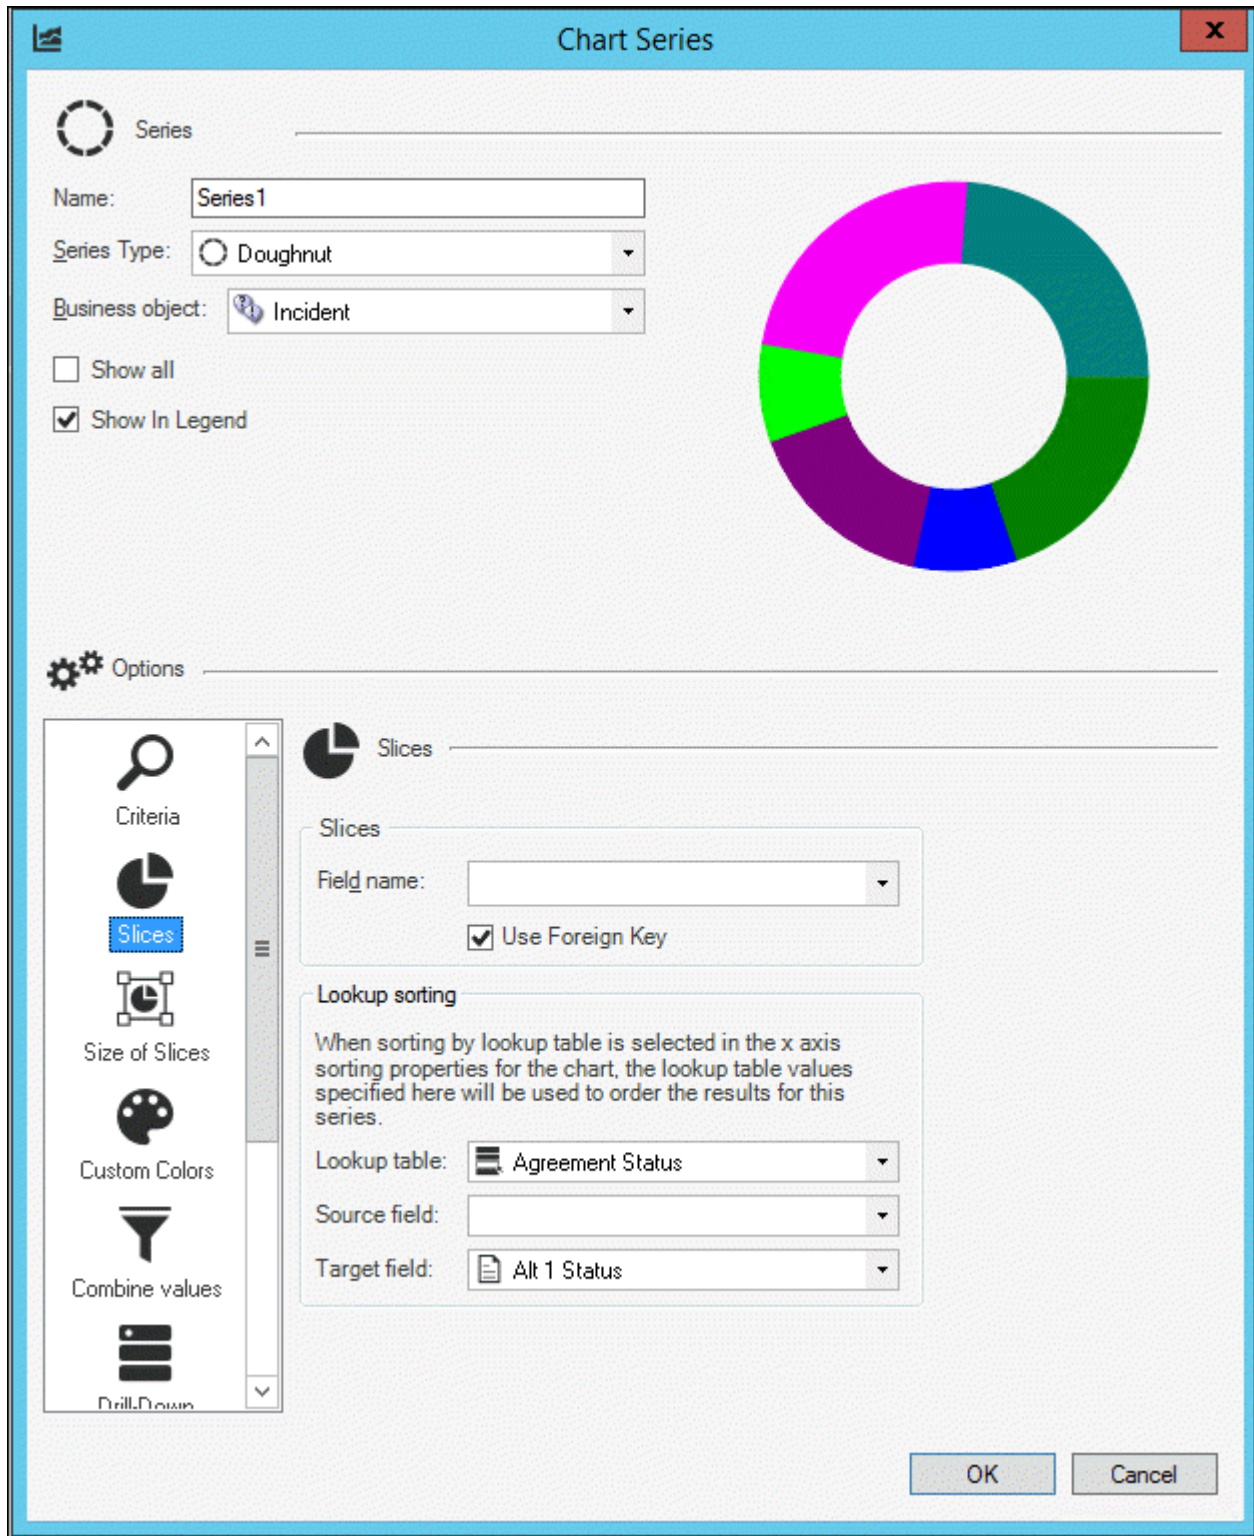 Chart Series
x
Series
Name: Series1
Series Type: Doughnut
Business object: Incident
Show all
Show In Legend
Options
Criteria
Slices
Size of Slices
Custom Colors
Combine values
Drill-Down
Slices
Slices
Field name:
Use Foreign Key
Lookup sorting
When sorting by lookup table is selected in the x axis
sorting properties for the chart, the lookup table values
specified here will be used to order the results for this
series.
Lookup table: Agreement Status
Source field:
Target field: Alt 1 Status
OK Cancel